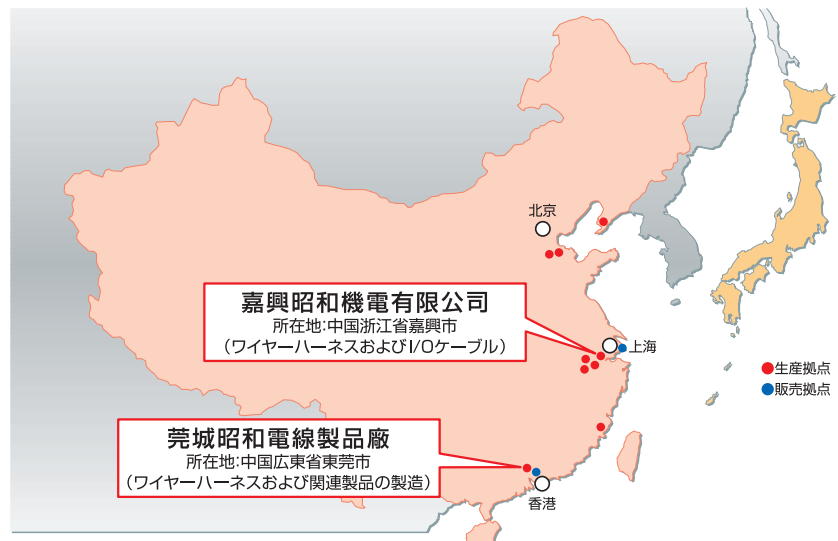 北京
嘉興昭和機電有限公司
所在地:中国浙江省嘉興市
(ワイヤーハーネスおよびI/Oケーブル)
上海
生産拠点
販売拠点
莞城昭和電線製品廠
所在地:中国広東省東莞市
(ワイヤーハーネスおよび関連製品の製造)
香港